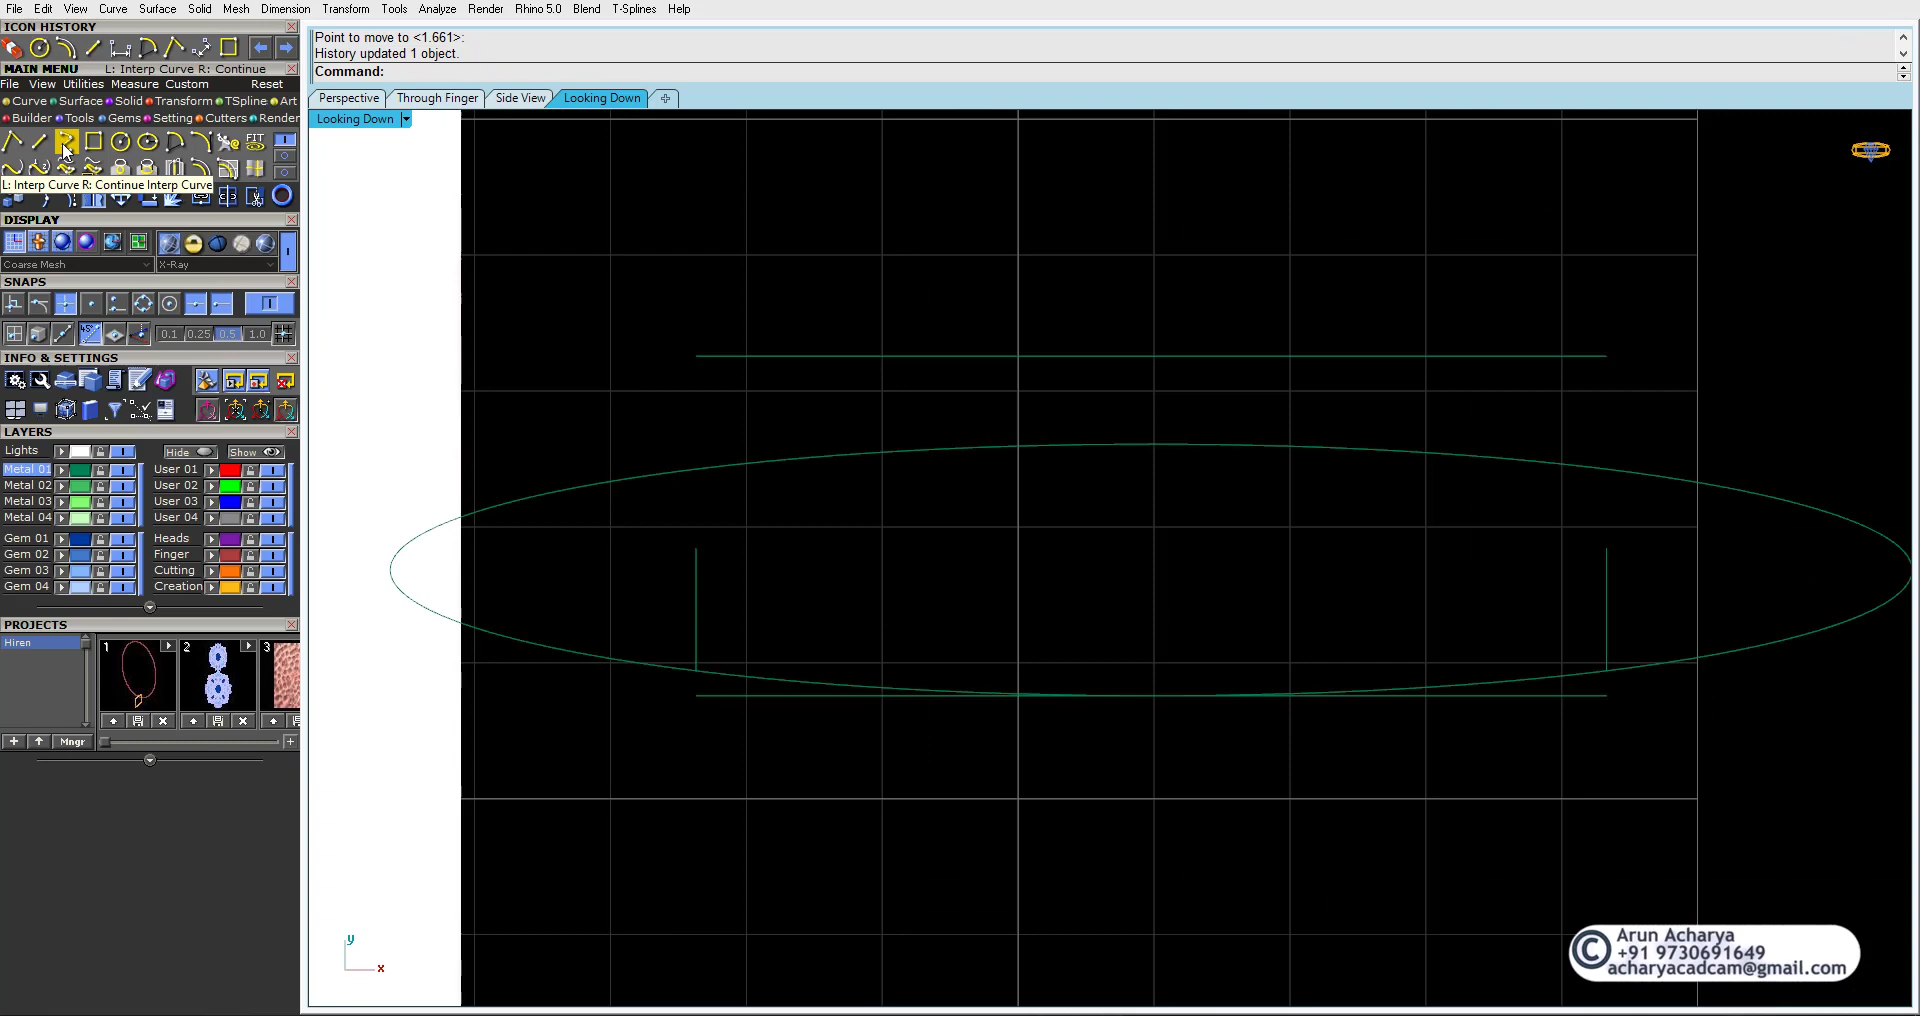 File Edit View Curve Surface Solid Mesh Dimension Transform Tools Analyze Render Rhino 5.0 Blend T-Splines Help
ICON HISTORY
MAIN MENU L: Interp Curve R: Continue
File View Utilities Measure Custom Reset
Curve Surface Solid Transform TSpline Art
Builder Tools Gems Setting Cutters Render
FIT
L: Interp Curve R: Continue Interp Curve
DISPLAY
Coarse Mesh X-Ray
SNAPS
45° 0.1 0.25 0.5 1.0
INFO & SETTINGS
LAYERS
Lights Hide Show
Metal 01 User 01
Metal 02 User 02
Metal 03 User 03
Metal 04 User 04
Gem 01 Heads
Gem 02 Finger
Gem 03 Cutting
Gem 04 Creation
PROJECTS
Hiren 1 2 3
Mngr
Point to move to <1.661>:
History updated 1 object.
Command:
Perspective Through Finger Side View Looking Down
Looking Down
y
x
© Arun Acharya
+91 9730691649
acharyacadcam@gmail.com